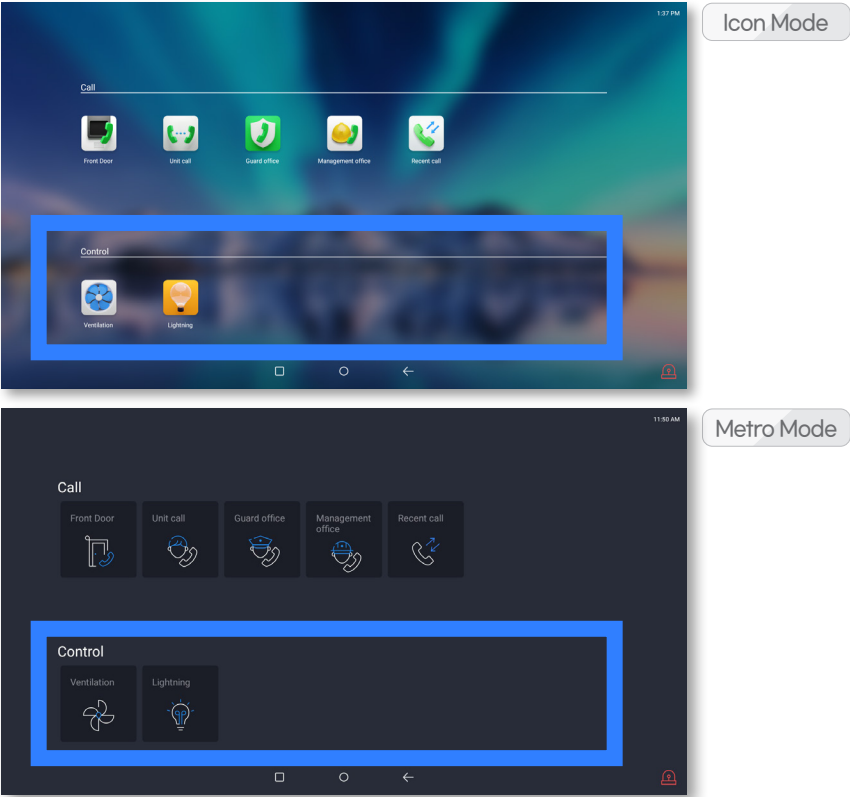 1:37 PM
Icon Mode
Call
Front Door Unit call Guard office Management office Recent call
Control
Ventilation Lightning
11:50 AM
Metro Mode
Call
Front Door Unit call Guard office Management Recent call
office
Control
Ventilation Lightning